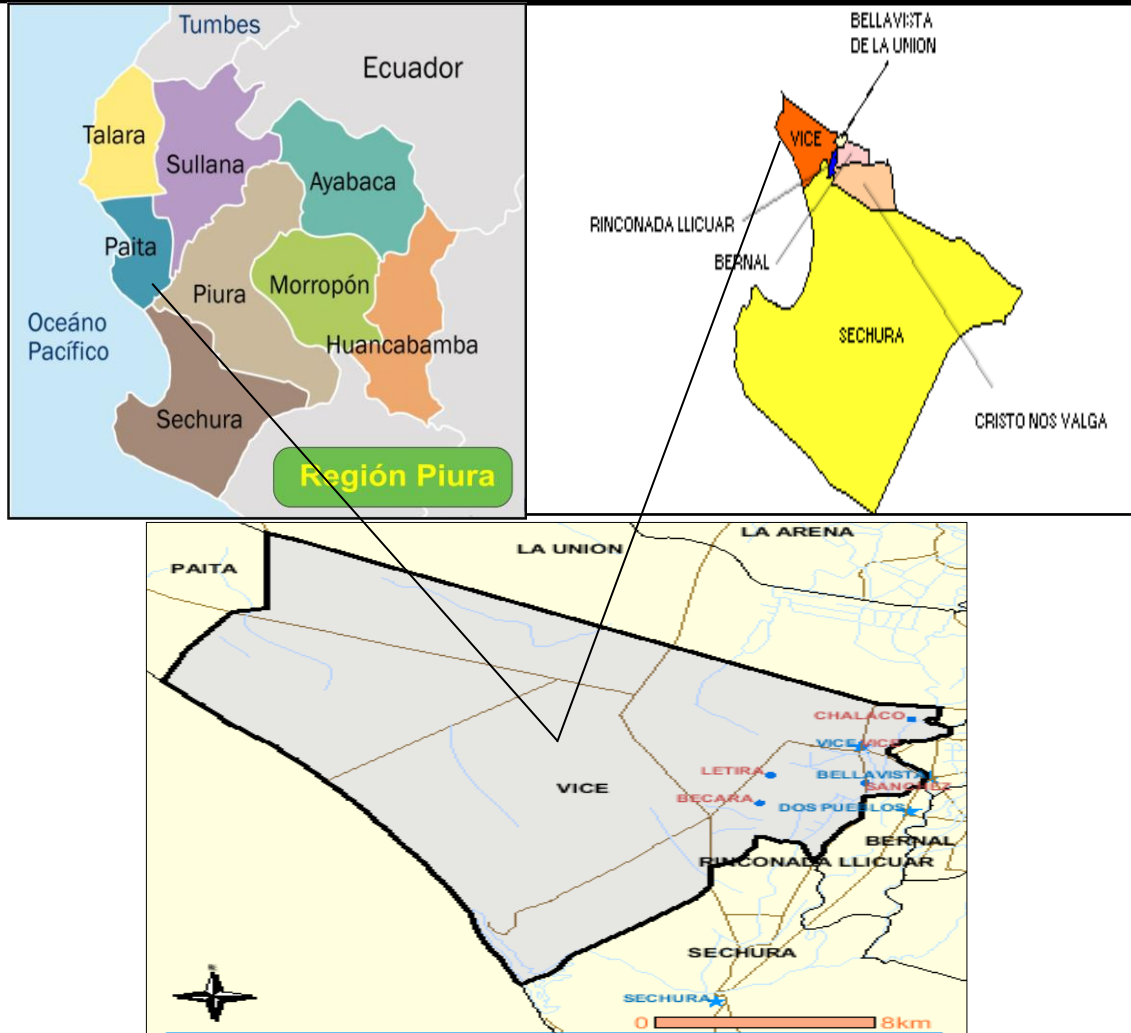 Tumbes
Ecuador
Talara
Sullana
Ayabaca
Paita
Piura
Morropón
Oceáno
Pacífico
Huancabamba
Sechura
Región Piura
BELLAVISTA
DE LA UNION
VICE
RINCONADA LLICUAR
BERNAL
SECHURA
CRISTO NOS VALGA
LA ARENA
LA UNION
PAITA
CHALACO
VICE VICE
LETIRA
BELLAVISTA
SANCHEZ
VICE
BECARA
DOS PUEBLOS
BERNAL
RINCONADA LLICUAR
SECHURA
SECHURA
N
0 8km